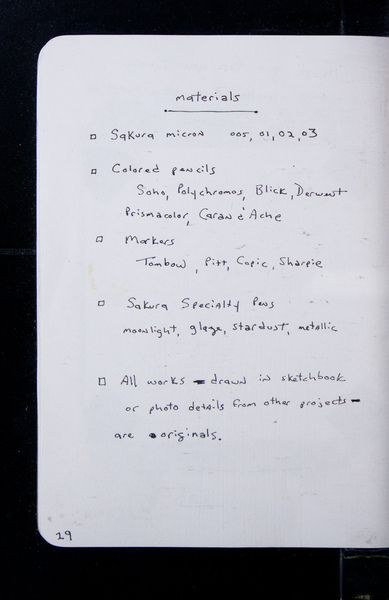 materials
□ Sakura micron 005, 01, 02, 03
□ Colored pencils
Soho, Polychromos, Blick, Derwent
Prismacolor, Caran d'Ache
□ Markers
Tombow, Pitt, Copic, Sharpie
□ Sakura Specialty Pens
moonlight, glaze, stardust, metallic
□ All works - drawn in sketchbook
or photo details from other projects -
are originals.
29